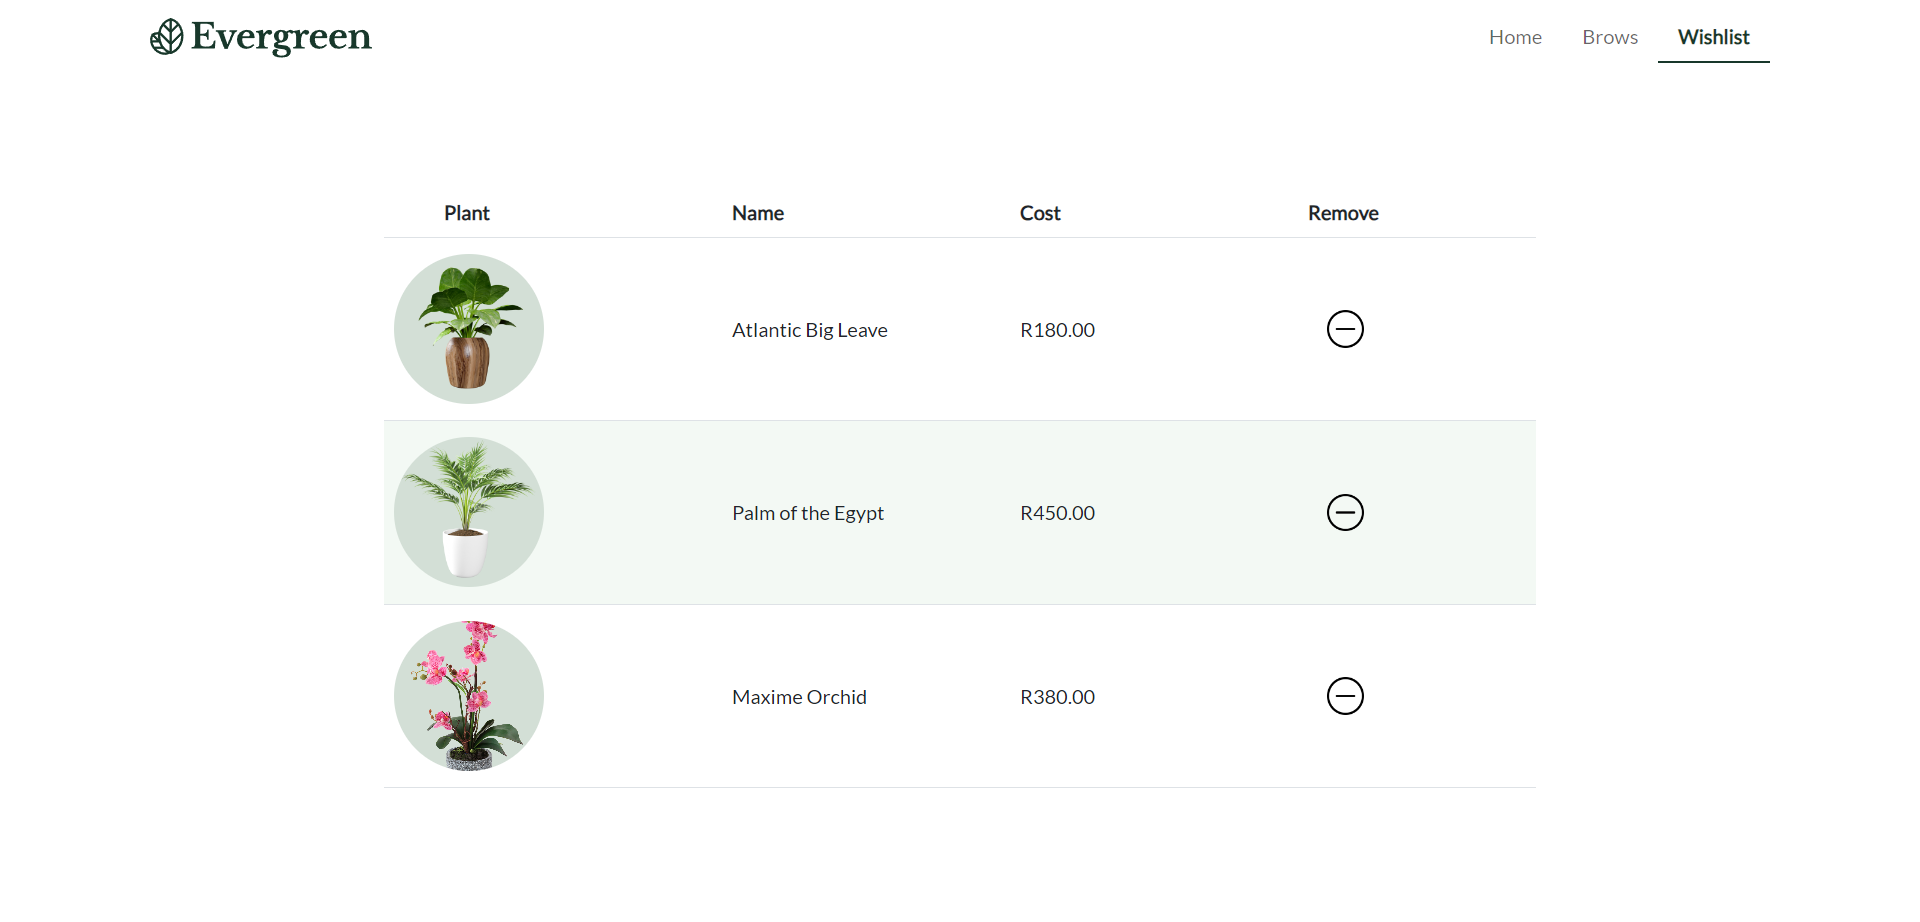 Evergreen
Home Brows Wishlist
Plant Name Cost Remove
Atlantic Big Leave R180.00
Palm of the Egypt R450.00
Maxime Orchid R380.00